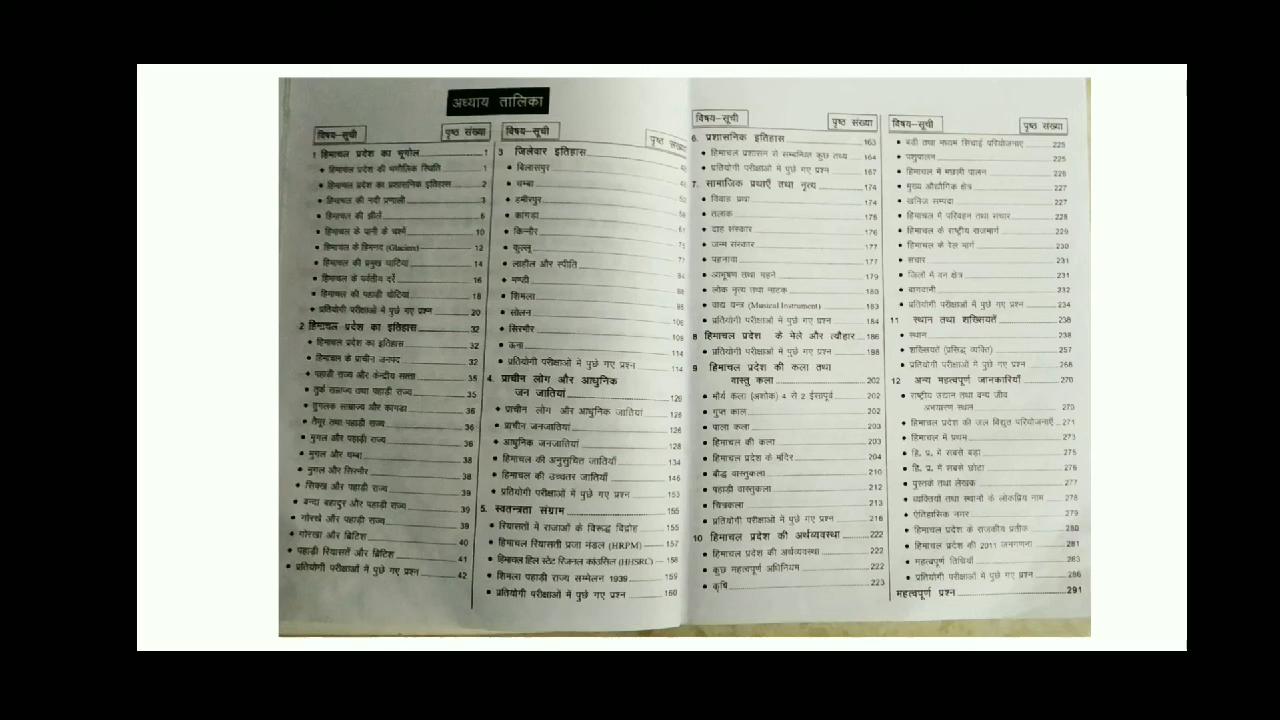 अध्याय तालिका
विषय-सूची पृष्ठ संख्या
1 हिमाचल प्रदेश का भूगोल 1
हिमाचल प्रदेश की भौगोलिक स्थिति 1
हिमाचल प्रदेश का प्रशासनिक इतिहास 2
हिमाचल की नदी प्रणाली 3
हिमाचल की झीलें 6
हिमाचल के पानी के चश्में 10
हिमाचल के हिमनद (Glaciers) 12
हिमाचल की प्रमुख घाटियां 14
हिमाचल के पर्वतीय दर्रे 16
हिमाचल की पहाड़ी चोटियां 18
प्रतियोगी परीक्षाओं में पुछे गए प्रश्न 20
2 हिमाचल प्रदेश का इतिहास 32
हिमाचल प्रदेश का इतिहास 32
हिमाचल के प्राचीन जनपद 32
पहाड़ी राज्य और केन्द्रीय सत्ता 35
तुर्क सम्राज्य तथा पहाड़ी राज्य 35
तुगलक साम्राज्य और कांगड़ा 36
तैमूर तथा पहाड़ी राज्य 36
मुगल और पहाड़ी राज्य 36
मुगल और चम्बा 38
मुगल और सिरमौर 38
सिक्ख और पहाड़ी राज्य 39
बन्दा बहादुर और पहाड़ी राज्य 39
गोरखे और पहाड़ी राज्य 39
गोरखा और ब्रिटिश 40
पहाड़ी रियासतें और ब्रिटिश 41
प्रतियोगी परीक्षाओं में पुछे गए प्रश्न 42
विषय-सूची पृष्ठ संख्या
3 जिलेवार इतिहास
बिलासपुर
चम्बा
हमीरपुर
कांगडा
किन्नौर
कुल्लू
लाहौल और स्पीति
मण्डी
शिमला
सोलन
सिरमौर
ऊना 114
प्रतियोगी परीक्षाओं में पुछे गए प्रश्न 114
4. प्राचीन लोग और आधुनिक
जन जातियां
प्राचीन लोग और आधुनिक जातियां
प्राचीन जनजातियां 126
आधुनिक जनजातियां 128
हिमाचल की अनुसुचित जातियाँ 134
हिमाचल की उच्चतर जातियाँ 146
प्रतियोगी परीक्षाओं में पुछे गए प्रश्न 153
5. स्वतन्त्रता संग्राम 155
रियासतों में राजाओं के विरूद्ध विद्रोह 155
हिमाचल रियासती प्रजा मंडल (HRPM) 157
हिमाचल हिल स्टेट रिजनल कांउसिल (HHSRC) 158
शिमला पहाड़ी राज्य सम्मेलन 1939 159
प्रतियोगी परीक्षाओं में पुछे गए प्रश्न 160
विषय-सूची पृष्ठ संख्या
6. प्रशासनिक इतिहास 163
हिमाचल प्रशासन से सम्बन्धित कुछ तथ्य 164
प्रतियोगी परीक्षाओं में पुछे गए प्रश्न 167
7. सामाजिक प्रथाएँ तथा नृत्य 174
विवाह प्रथा 174
तलाक
दाह संस्कार 176
जन्म संस्कार 177
पहनावा 177
आभूषण तथा गहने 179
लोक नृत्य तथा नाटक 180
वाद्य यन्त्र (Musical Instrument) 183
प्रतियोगी परीक्षाओं में पुछे गए प्रश्न 184
8 हिमाचल प्रदेश के मेले और त्यौहार 186
प्रतियोगी परीक्षाओं में पुछे गए प्रश्न 198
9 हिमाचल प्रदेश की कला तथा
वास्तु कला 202
मौर्य कला (अशोक) 4 से 2 ईसापूर्व 202
गुप्त काल 202
पाला कला 203
हिमाचल की कला 203
हिमाचल प्रदेश के मंदिर 204
बौद्ध वास्तुकला 210
पहाड़ी वास्तुकला 212
चित्रकला 213
प्रतियोगी परीक्षाओं में पुछे गए प्रश्न 216
10 हिमाचल प्रदेश की अर्थव्यवस्था 222
हिमाचल प्रदेश की अर्थव्यवस्था 222
कुछ महत्वपूर्ण अधिनियम 222
कृषि 223
विषय-सूची पृष्ठ संख्या
बड़ी तथा मध्यम सिंचाई परियोजनाएं 225
पशुपालन 225
हिमाचल में मछली पालन 226
मुख्य औद्योगिक क्षेत्र 227
खनिज सम्पदा 227
हिमाचल में परिवहन तथा संचार 228
हिमाचल के राष्ट्रीय राजमार्ग 229
हिमाचल के रेल मार्ग 230
संचार 231
जिलों में वन क्षेत्र 231
बागवानी 232
प्रतियोगी परीक्षाओं में पुछे गए प्रश्न 234
11 स्थान तथा शख्सियतें 238
स्थान 238
शख्सियतें (प्रसिद्ध व्यक्ति) 257
प्रतियोगी परीक्षाओं में पुछे गए प्रश्न 268
12 अन्य महत्वपूर्ण जानकारियाँ 270
राष्ट्रीय उद्यान तथा वन्य जीव
अभयारण स्थल 270
हिमाचल प्रदेश की जल विद्युत परियोजनाएँ 271
हिमाचल में प्रथम 273
हि. प्र. में सबसे बड़ा 275
हि. प्र. में सबसे छोटा 276
पुस्तकें तथा लेखक 277
व्यक्तियों तथा स्थानों के लोकप्रिय नाम 278
ऐतिहासिक नगर 279
हिमाचल प्रदेश के राजकीय प्रतीक 280
हिमाचल प्रदेश की 2011 जनगणना 281
महत्वपूर्ण तिथियाँ 283
प्रतियोगी परीक्षाओं में पुछे गए प्रश्न 286
महत्वपूर्ण प्रश्न 291